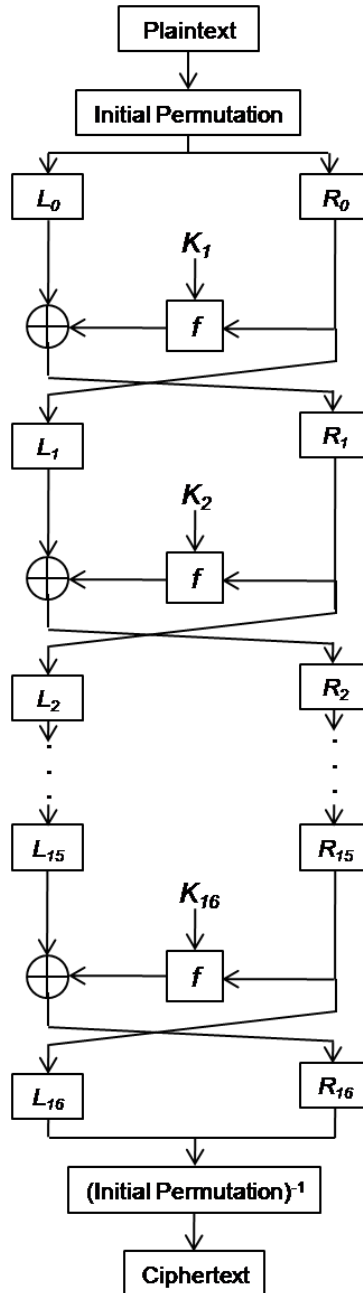 Plaintext
Initial Permutation
L₀ R₀
K₁
f
L₁ R₁
K₂
f
L₂ R₂
L₁₅ R₁₅
K₁₆
f
L₁₆ R₁₆
(Initial Permutation)⁻¹
Ciphertext